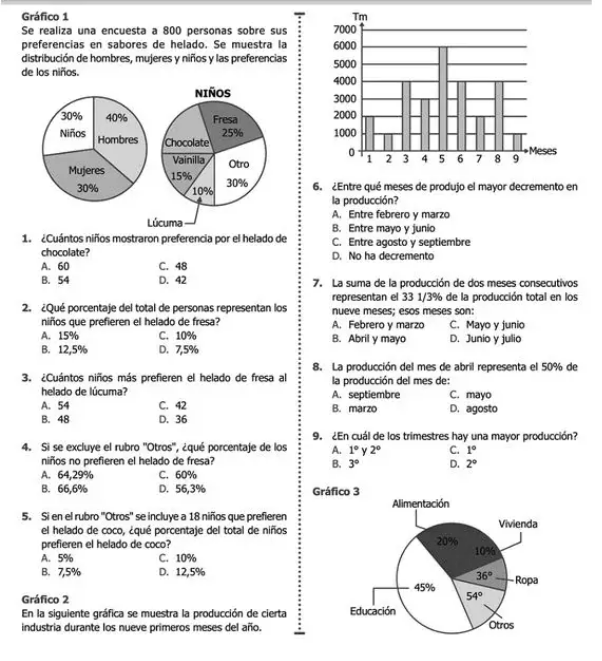 Gráfico 1
Se realiza una encuesta a 800 personas sobre sus
preferencias en sabores de helado. Se muestra la
distribución de hombres, mujeres y niños y las preferencias
de los niños.
NIÑOS
30%
Niños
40%
Hombres
Mujeres
30%
Fresa
25%
Chocolate
Vainilla
15%
10%
Otro
30%
Lúcuma
1. ¿Cuántos niños mostraron preferencia por el helado de
chocolate?
A. 60 C. 48
B. 54 D. 42
2. ¿Qué porcentaje del total de personas representan los
niños que prefieren el helado de fresa?
A. 15% C. 10%
B. 12,5% D. 7,5%
3. ¿Cuántos niños más prefieren el helado de fresa al
helado de lúcuma?
A. 54 C. 42
B. 48 D. 36
4. Si se excluye el rubro "Otros", ¿qué porcentaje de los
niños no prefieren el helado de fresa?
A. 64,29% C. 60%
B. 66,6% D. 56,3%
5. Si en el rubro "Otros" se incluye a 18 niños que prefieren
el helado de coco, ¿qué porcentaje del total de niños
prefieren el helado de coco?
A. 5% C. 10%
B. 7,5% D. 12,5%
Gráfico 2
En la siguiente gráfica se muestra la producción de cierta
industria durante los nueve primeros meses del año.
Tm
7000
6000
5000
4000
3000
2000
1000
0
1 2 3 4 5 6 7 8 9
Meses
6. ¿Entre qué meses de produjo el mayor decremento en
la producción?
A. Entre febrero y marzo
B. Entre mayo y junio
C. Entre agosto y septiembre
D. No ha decremento
7. La suma de la producción de dos meses consecutivos
representan el 33 1/3% de la producción total en los
nueve meses; esos meses son:
A. Febrero y marzo C. Mayo y junio
B. Abril y mayo D. Junio y julio
8. La producción del mes de abril representa el 50% de
la producción del mes de:
A. septiembre C. mayo
B. marzo D. agosto
9. ¿En cuál de los trimestres hay una mayor producción?
A. 1° y 2° C. 1°
B. 3° D. 2°
Gráfico 3
Alimentación
Vivienda
20%
10%
36°
Ropa
45%
54°
Educación
Otros